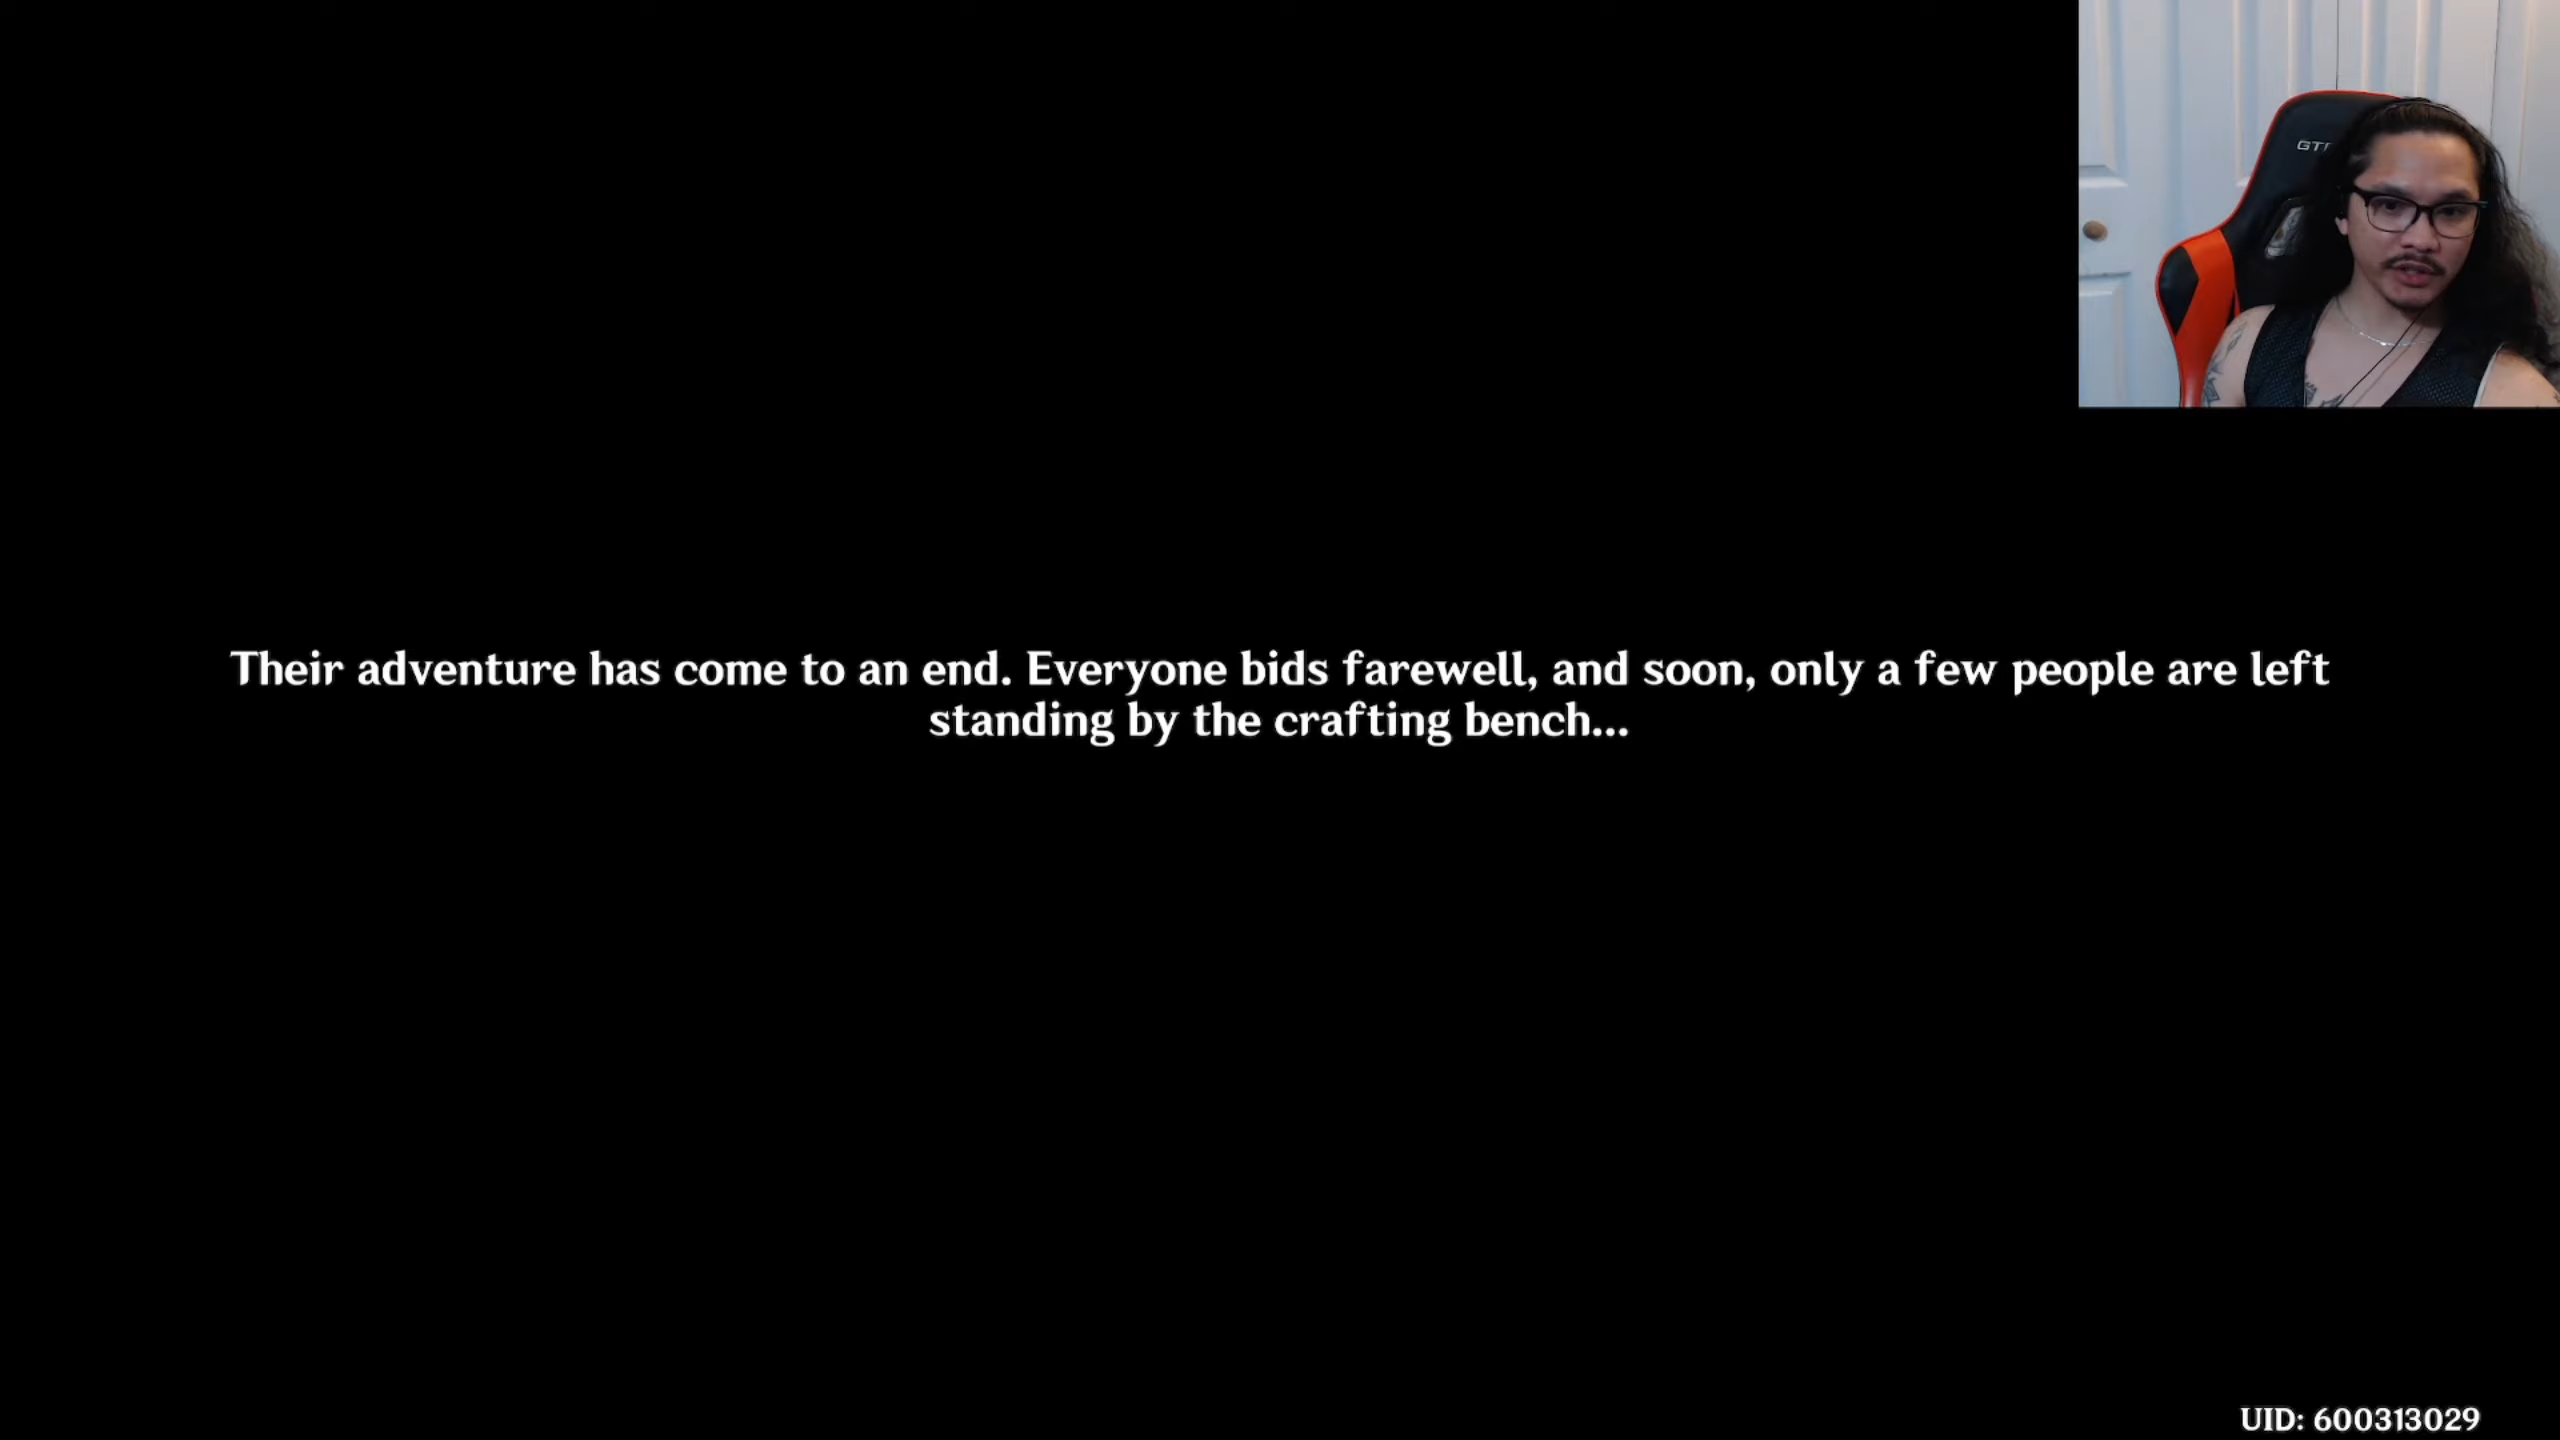 GT
Their adventure has come to an end. Everyone bids farewell, and soon, only a few people are left
standing by the crafting bench...
UID: 600313029